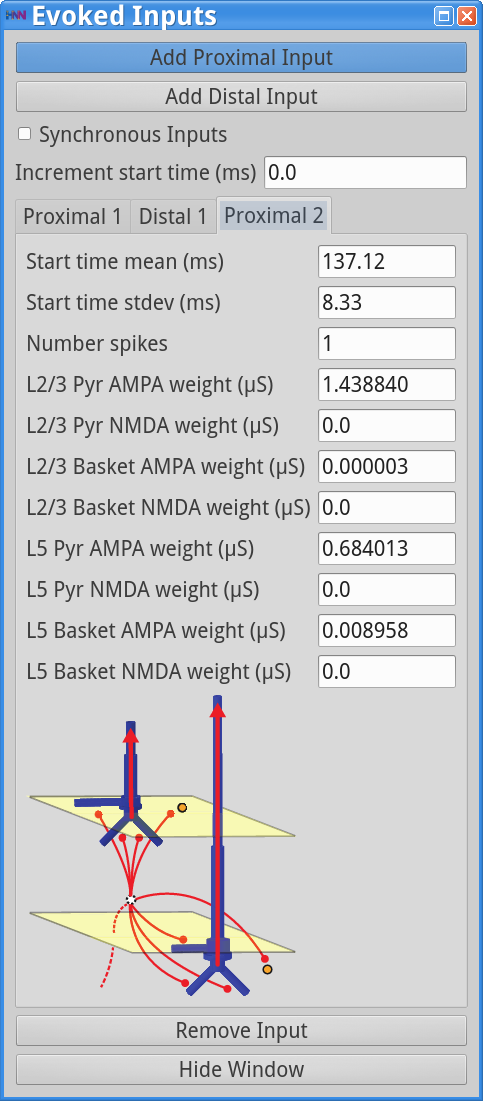 HNN Evoked Inputs
Add Proximal Input
Add Distal Input
Synchronous Inputs
Increment start time (ms) 0.0
Proximal 1 Distal 1 Proximal 2
Start time mean (ms) 137.12
Start time stdev (ms) 8.33
Number spikes 1
L2/3 Pyr AMPA weight (µS) 1.438840
L2/3 Pyr NMDA weight (µS) 0.0
L2/3 Basket AMPA weight (µS) 0.000003
L2/3 Basket NMDA weight (µS) 0.0
L5 Pyr AMPA weight (µS) 0.684013
L5 Pyr NMDA weight (µS) 0.0
L5 Basket AMPA weight (µS) 0.008958
L5 Basket NMDA weight (µS) 0.0
Remove Input
Hide Window